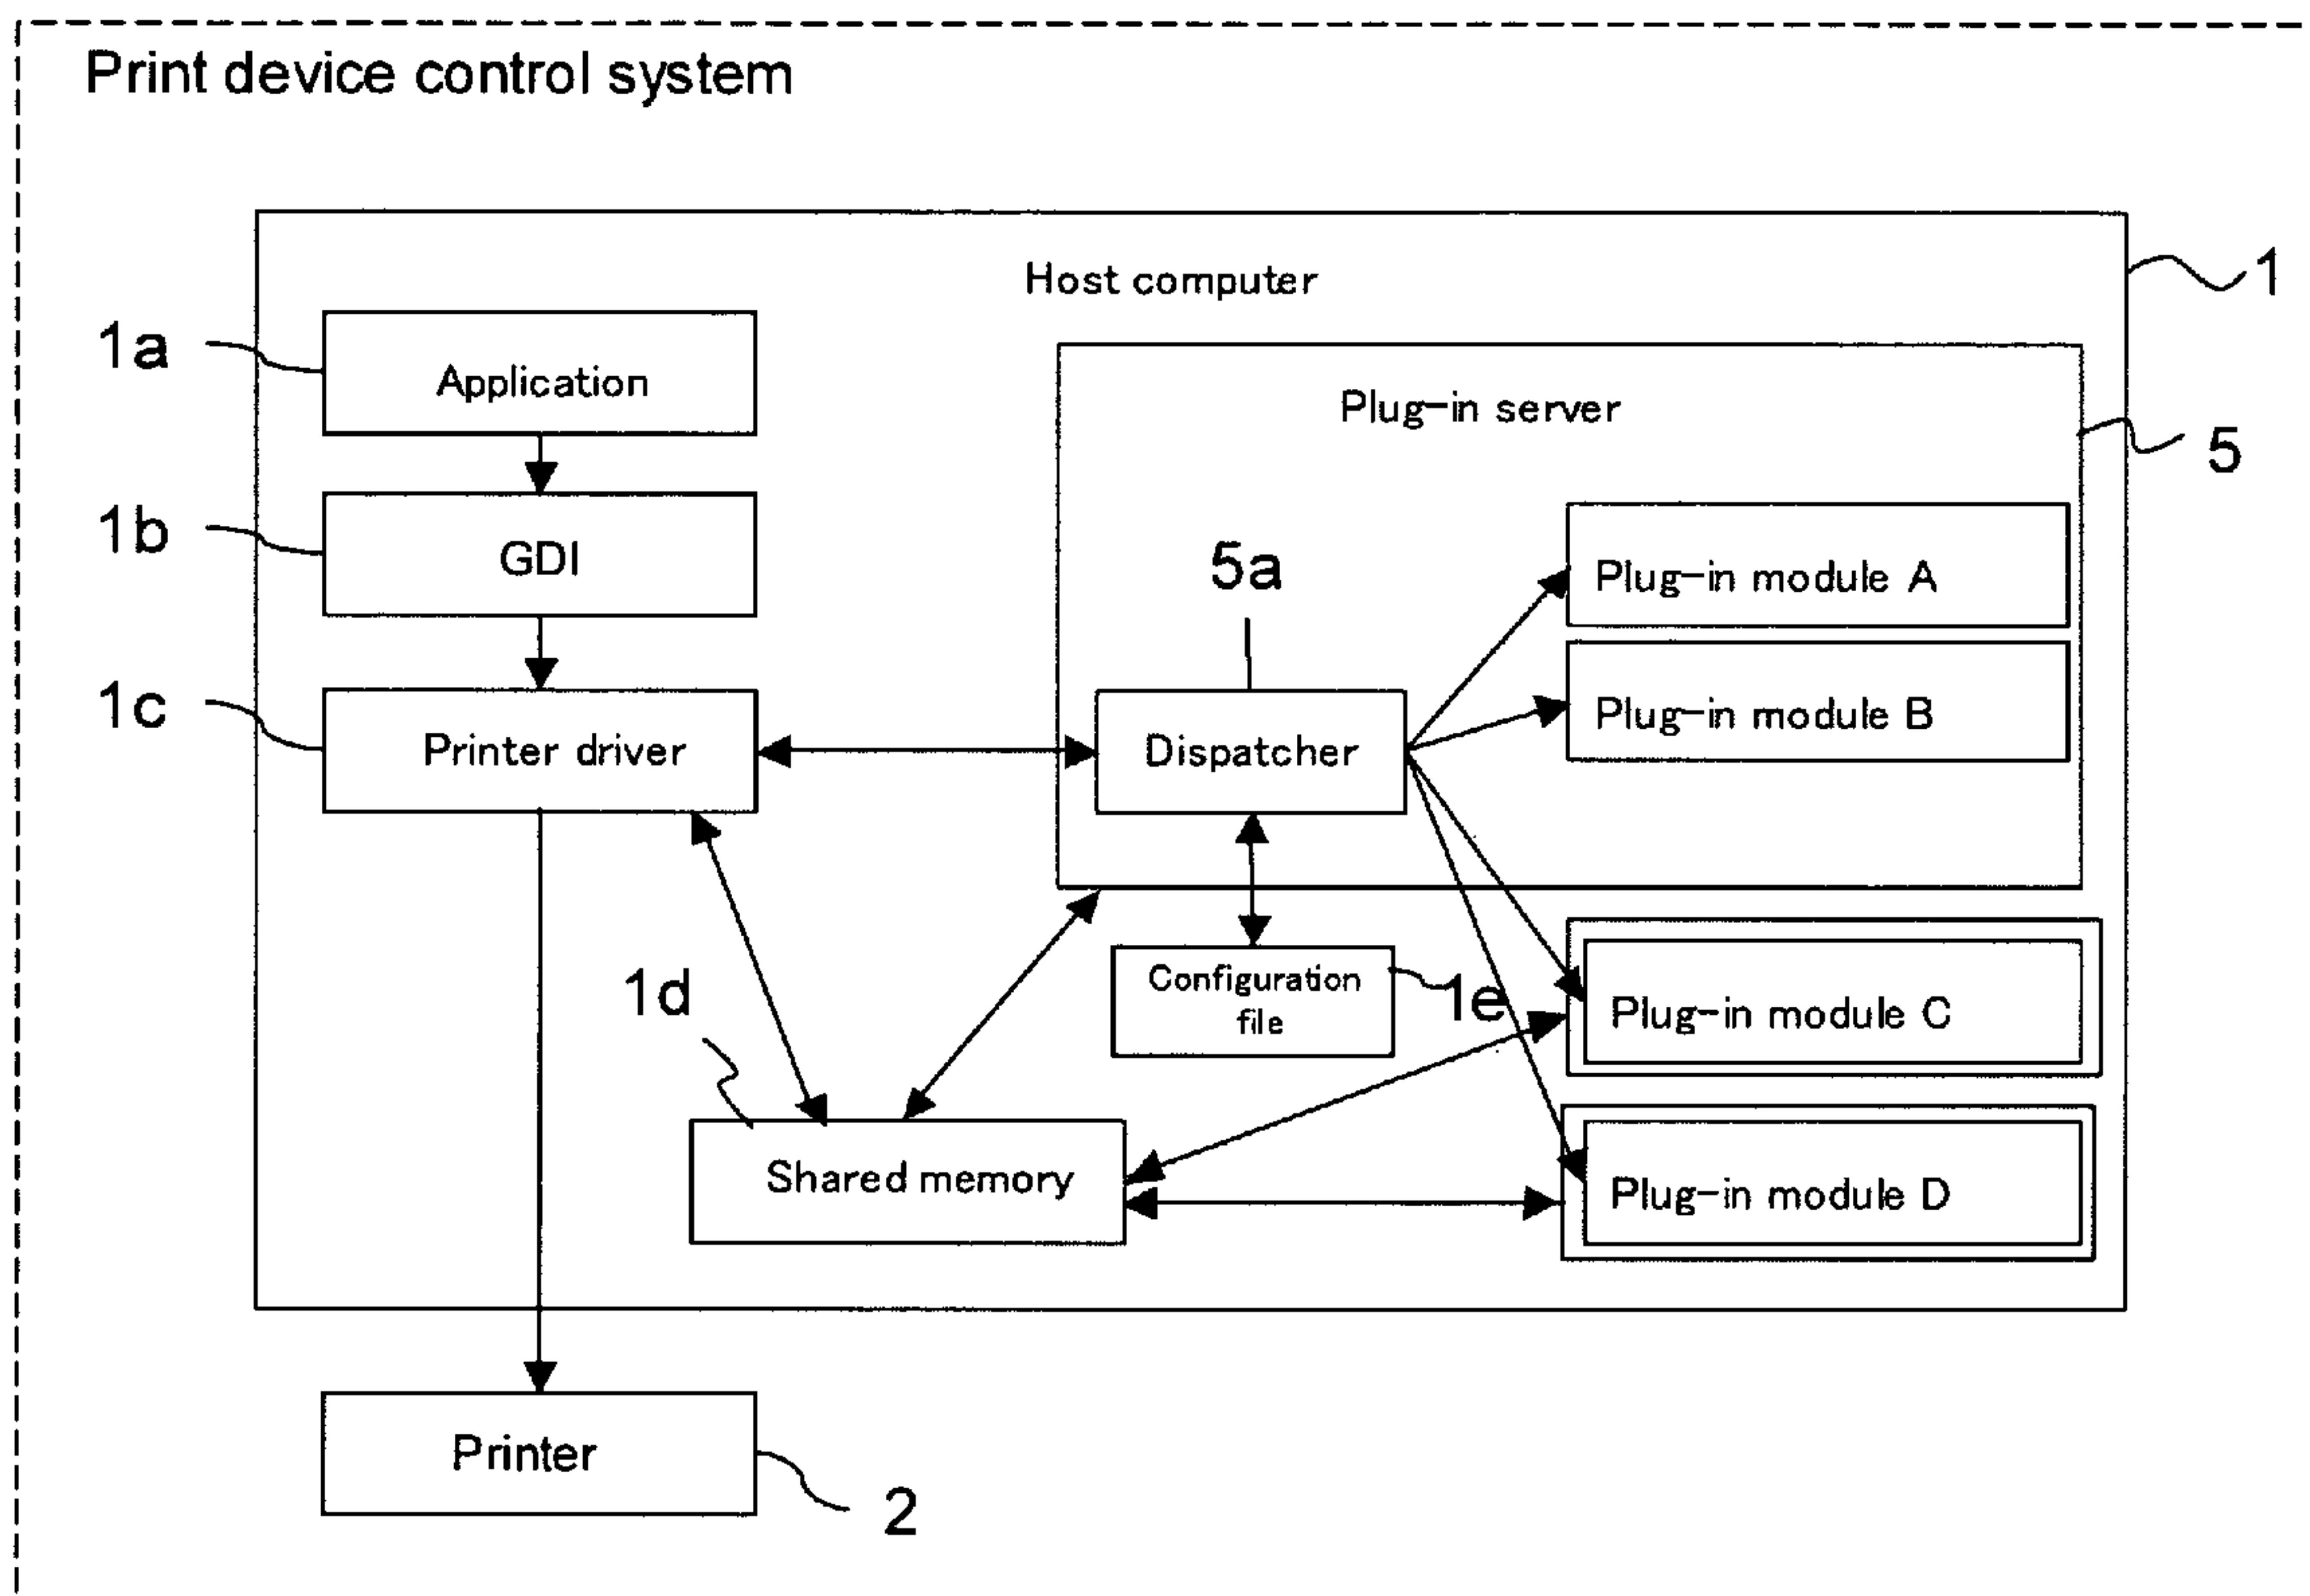 Print device control system
Host computer
1
1a
Application
Plug-in server
5
1b
GDI
5a
Plug-in module A
1c
Printer driver
Dispatcher
Plug-in module B
1d
Configuration
file
1e
Plug-in module C
Shared memory
Plug-in module D
Printer
2